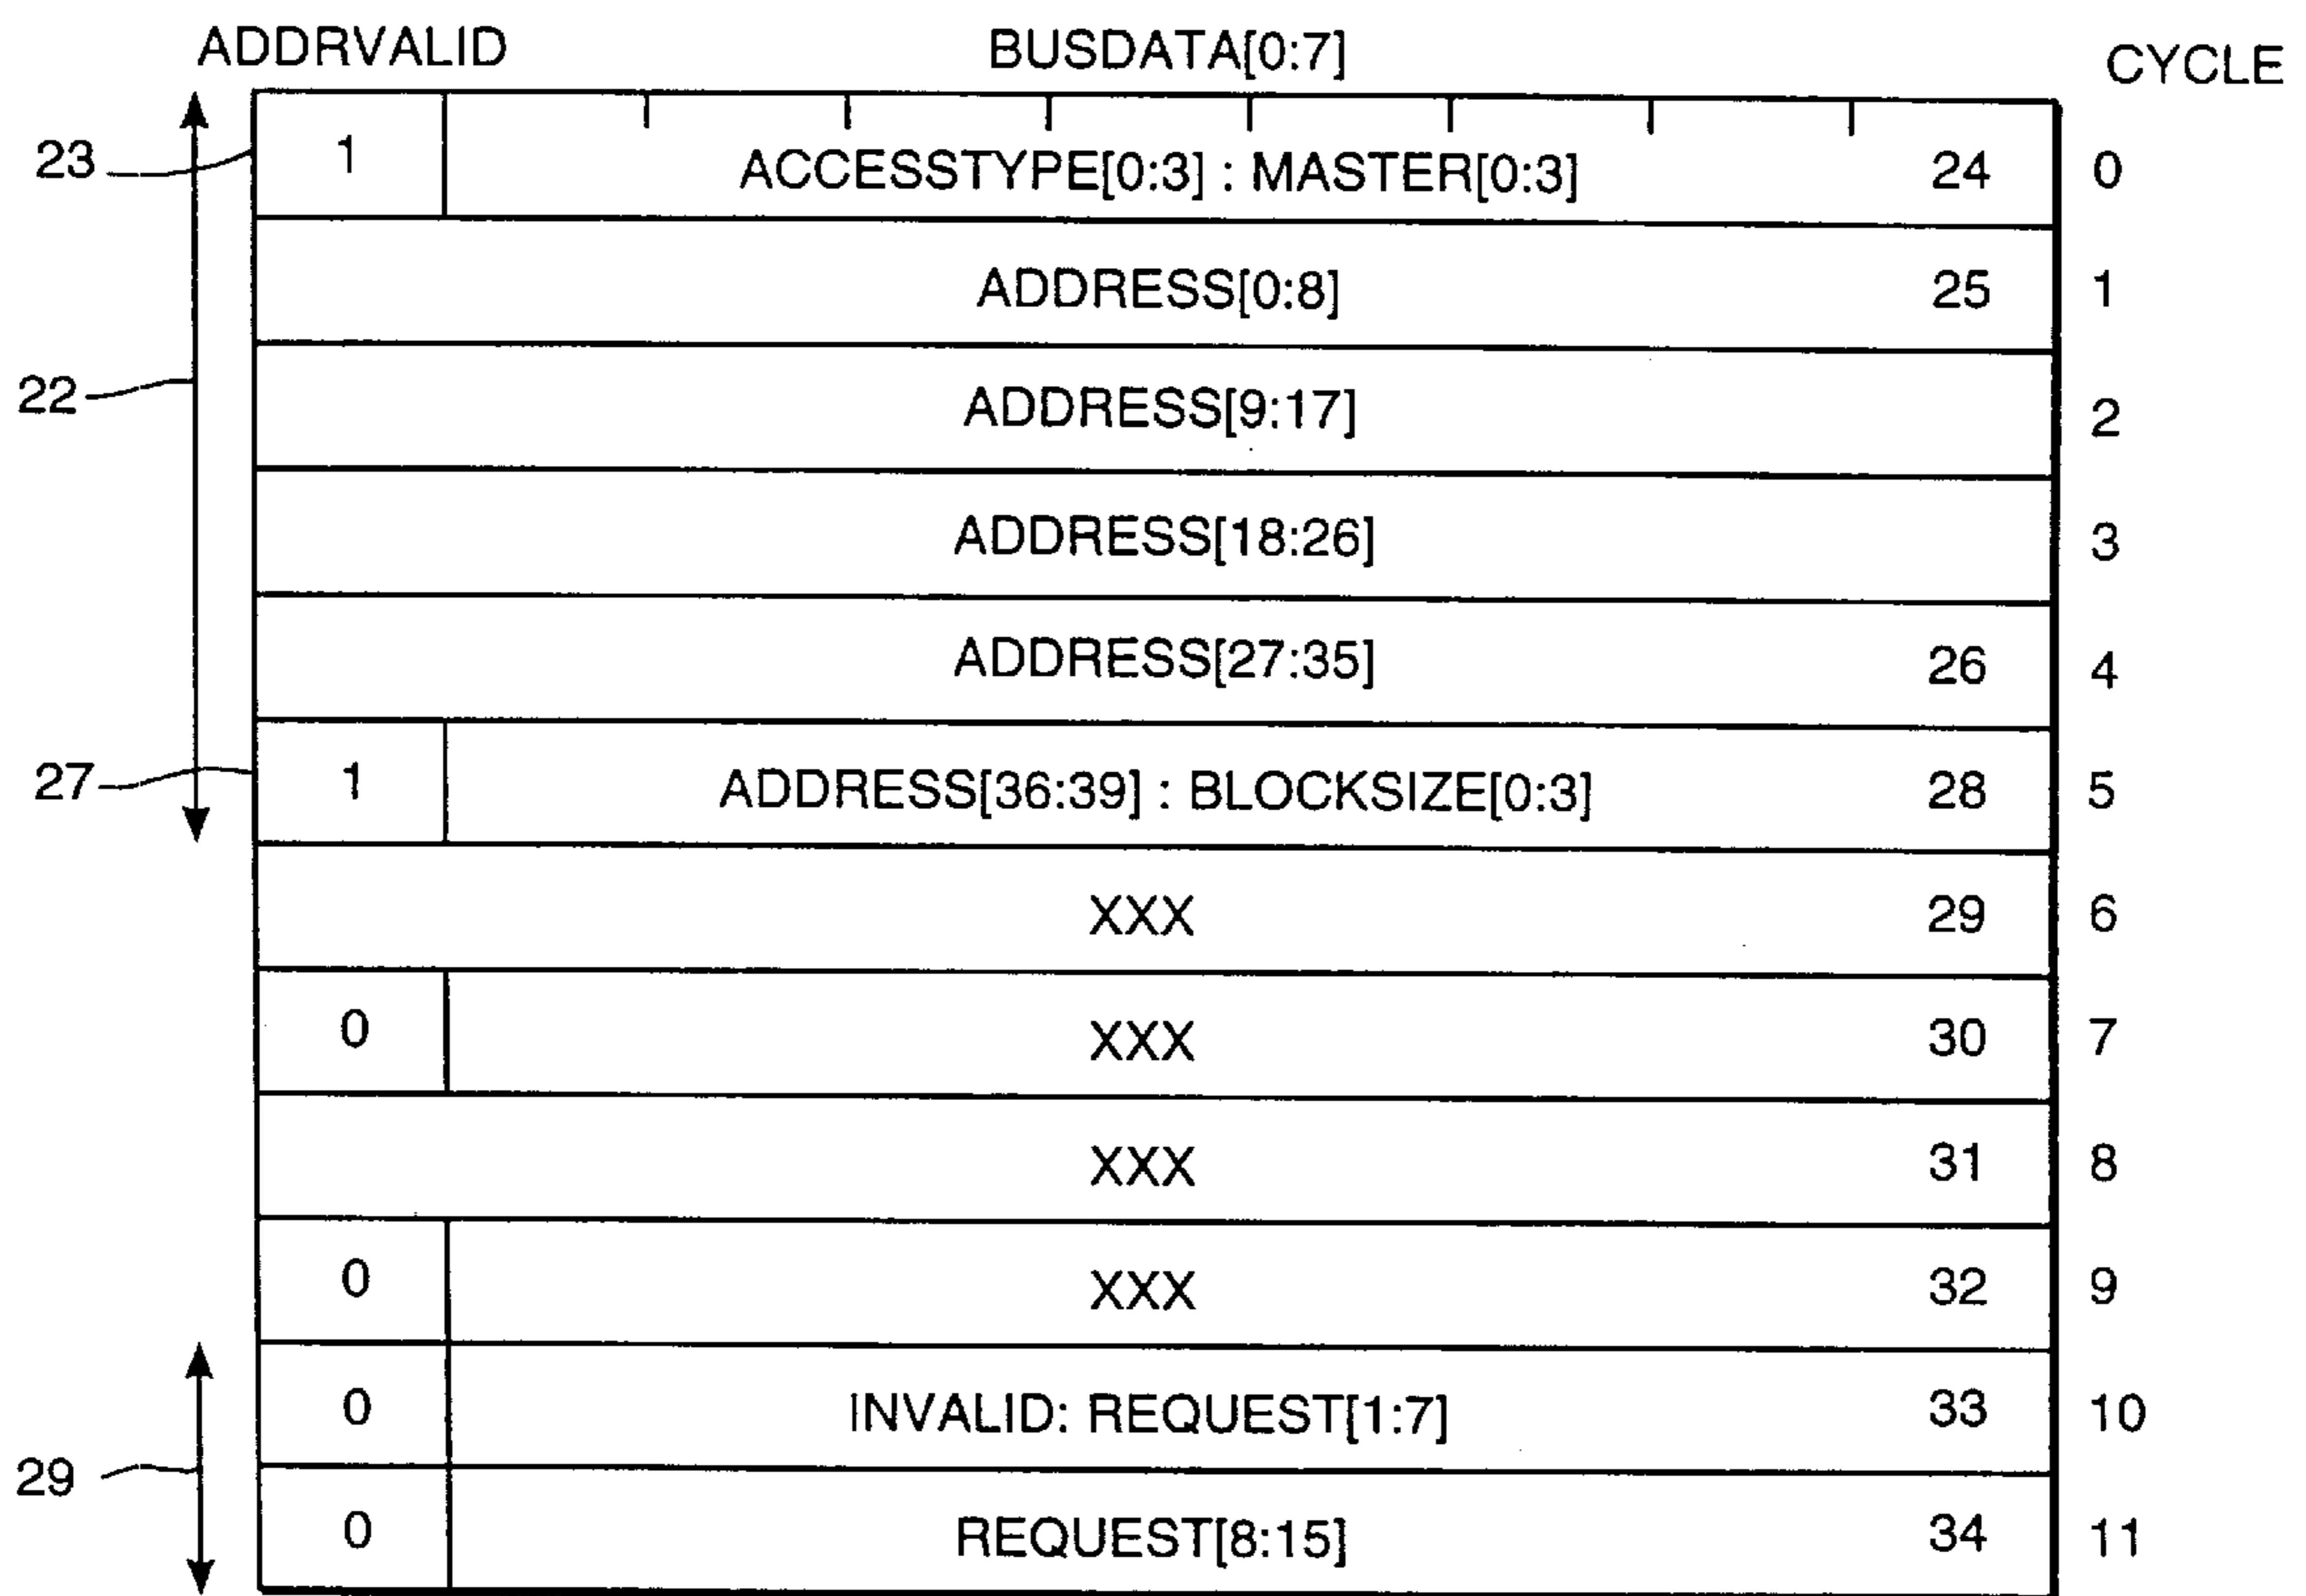 ADDRVALID BUSDATA[0:7] CYCLE
23 1 ACCESSTYPE[0:3] : MASTER[0:3] 24 0
ADDRESS[0:8] 25 1
22 ADDRESS[9:17] 2
ADDRESS[18:26] 3
ADDRESS[27:35] 26 4
27 1 ADDRESS[36:39] : BLOCKSIZE[0:3] 28 5
XXX 29 6
0 XXX 30 7
XXX 31 8
0 XXX 32 9
0 INVALID: REQUEST[1:7] 33 10
29 0 REQUEST[8:15] 34 11